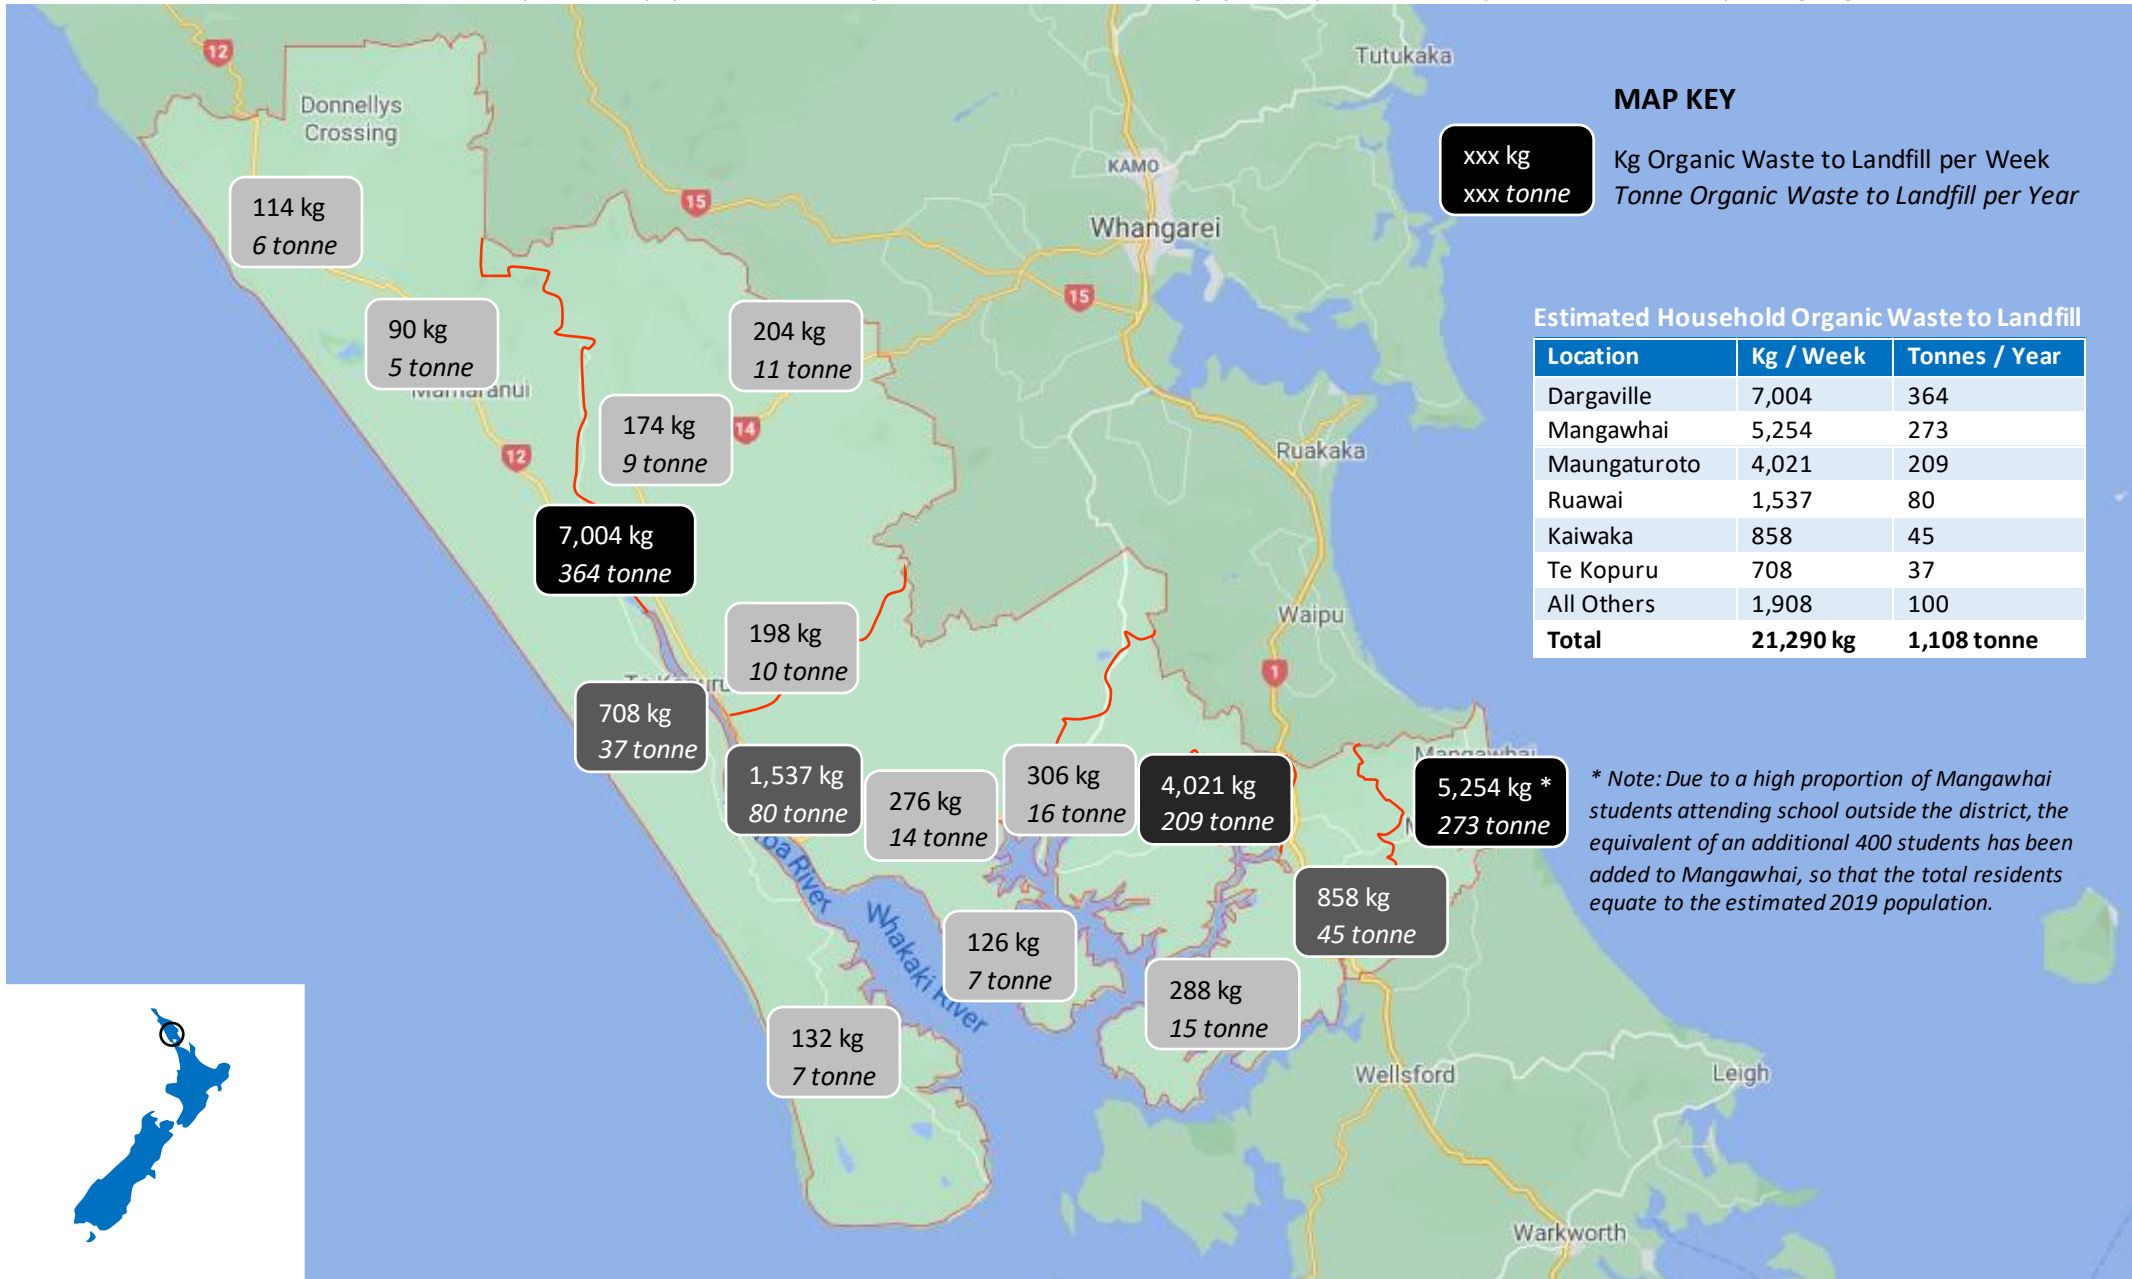 Tutukaka
12
MAP KEY
Donnellys
Crossing
xxx kg
xxx tonne
Kg Organic Waste to Landfill per Week
Tonne Organic Waste to Landfill per Year
KAMO
15
114 kg
6 tonne
Whangarei
15
90 kg
5 tonne
204 kg
11 tonne
Mamaranui
Estimated Household Organic Waste to Landfill
Location Kg / Week Tonnes / Year
Dargaville 7,004 364
Mangawhai 5,254 273
Maungaturoto 4,021 209
Ruawai 1,537 80
Kaiwaka 858 45
Te Kopuru 708 37
All Others 1,908 100
Total 21,290 kg 1,108 tonne
174 kg
9 tonne
14
12
Ruakaka
7,004 kg
364 tonne
Waipu
198 kg
10 tonne
1
Te Kopuru
708 kg
37 tonne
Mangawhai
1,537 kg
80 tonne
276 kg
14 tonne
306 kg
16 tonne
4,021 kg
209 tonne
5,254 kg *
273 tonne
* Note: Due to a high proportion of Mangawhai
students attending school outside the district, the
equivalent of an additional 400 students has been
added to Mangawhai, so that the total residents
equate to the estimated 2019 population.
River
858 kg
45 tonne
Whakaki River
126 kg
7 tonne
288 kg
15 tonne
132 kg
7 tonne
Wellsford
Leigh
Warkworth